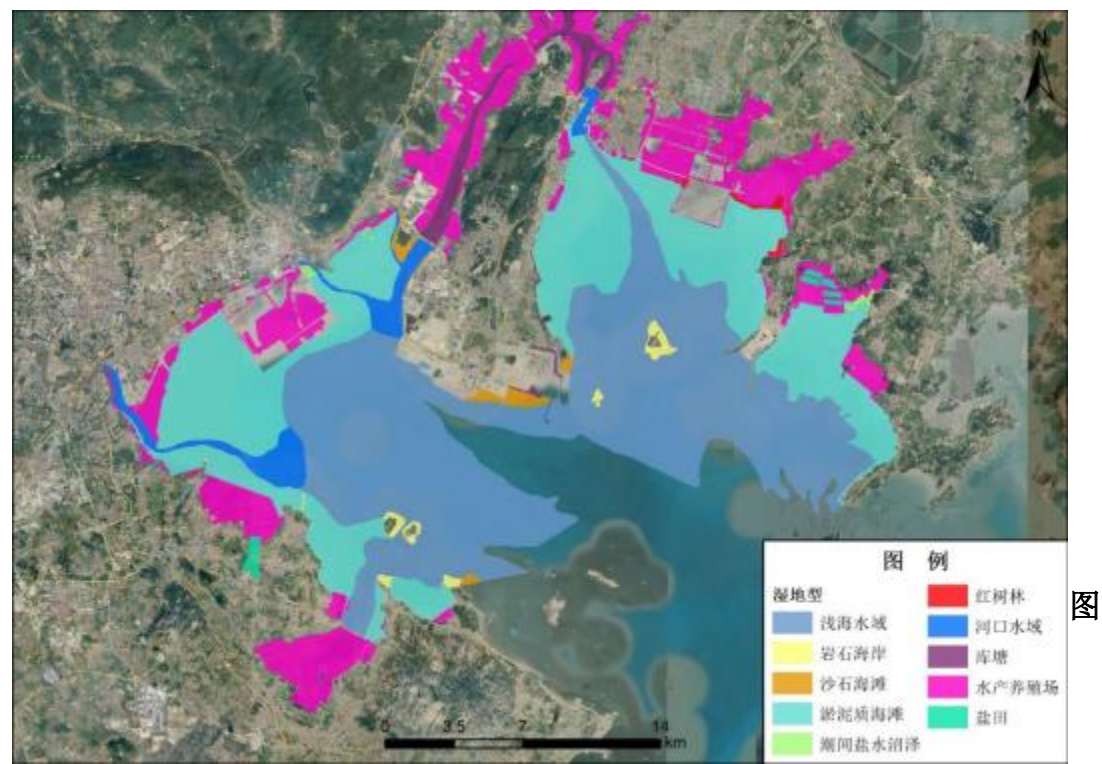 N
图 例
湿地型
浅海水域
岩石海岸
沙石海滩
淤泥质海滩
潮间盐水沼泽
红树林
河口水域
库塘
水产养殖场
盐田
0 3.5 7 14
km
图